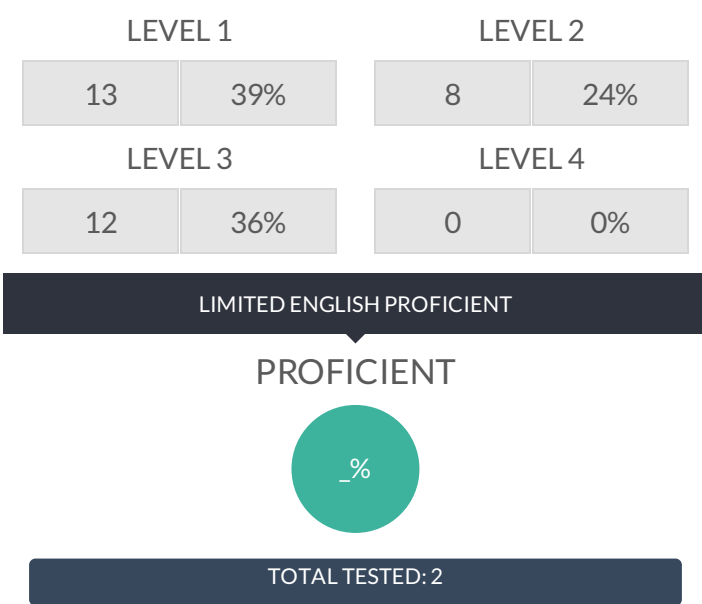 LEVEL 1 LEVEL 2
13 39% 8 24%
LEVEL 3 LEVEL 4
12 36% 0 0%
LIMITED ENGLISH PROFICIENT
PROFICIENT
_%
TOTAL TESTED: 2